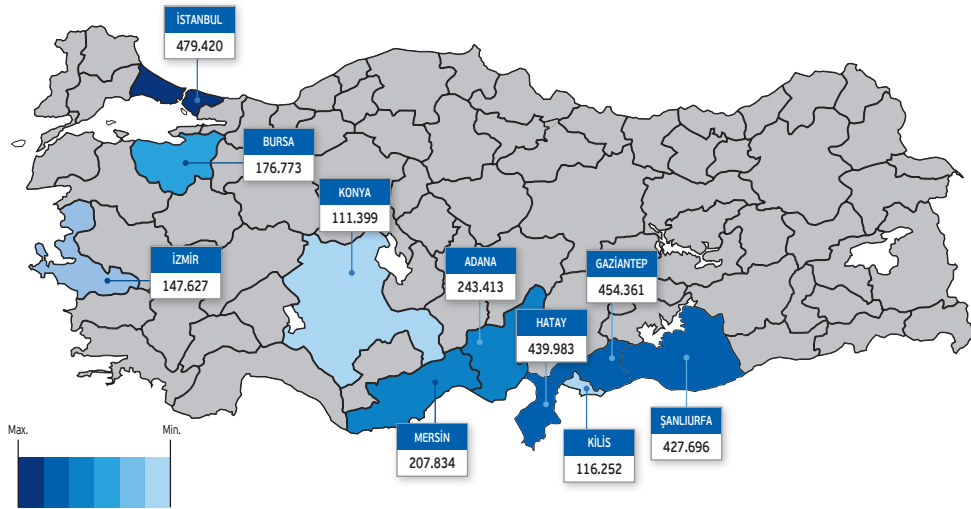 İSTANBUL
479.420
BURSA
176.773
KONYA
111.399
İZMİR
147.627
ADANA
243.413
GAZİANTEP
454.361
HATAY
439.983
MERSİN
207.834
KİLİS
116.252
ŞANLIURFA
427.696
Max.
Min.